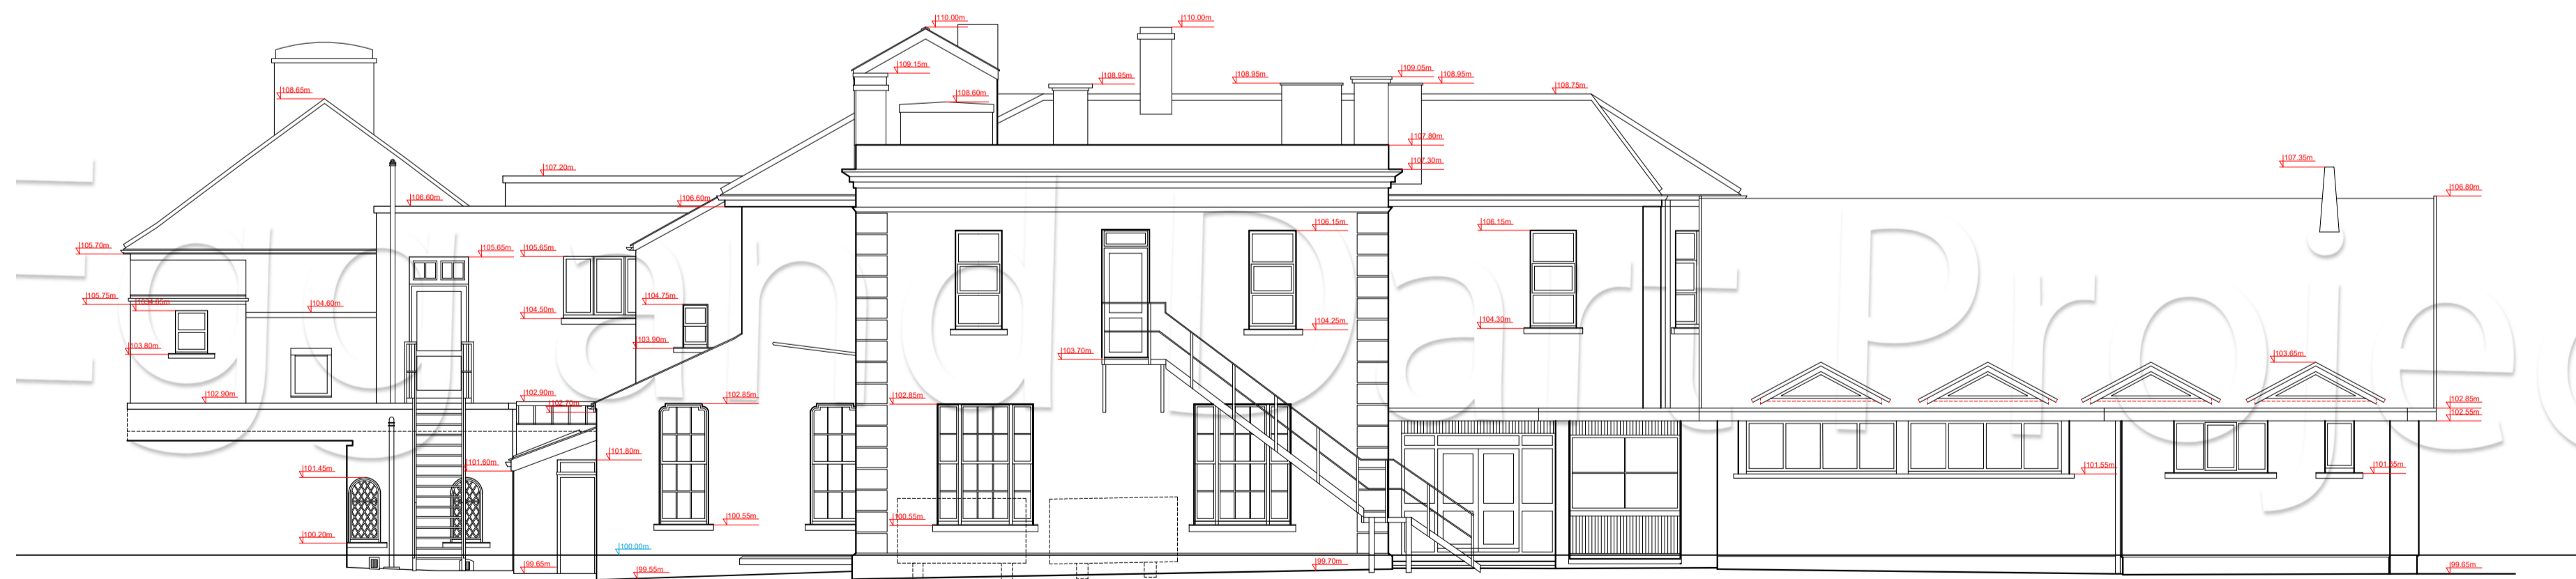 110.00m
110.00m
109.15m
108.95m
108.95m
109.05m
108.95m
108.65m
108.60m
108.75m
107.80m
107.30m
107.35m
107.20m
106.60m
106.60m
106.80m
106.15m
106.15m
105.70m
105.65m
105.65m
105.75m
104.60m
104.75m
104.50m
104.25m
104.30m
103.80m
103.90m
103.70m
103.65m
102.90m
102.90m
102.70m
102.85m
102.85m
102.85m
102.55m
101.45m
101.60m
101.80m
101.55m
100.55m
100.55m
100.20m
100.00m
99.65m
99.55m
99.70m
99.65m
and Dart Projec